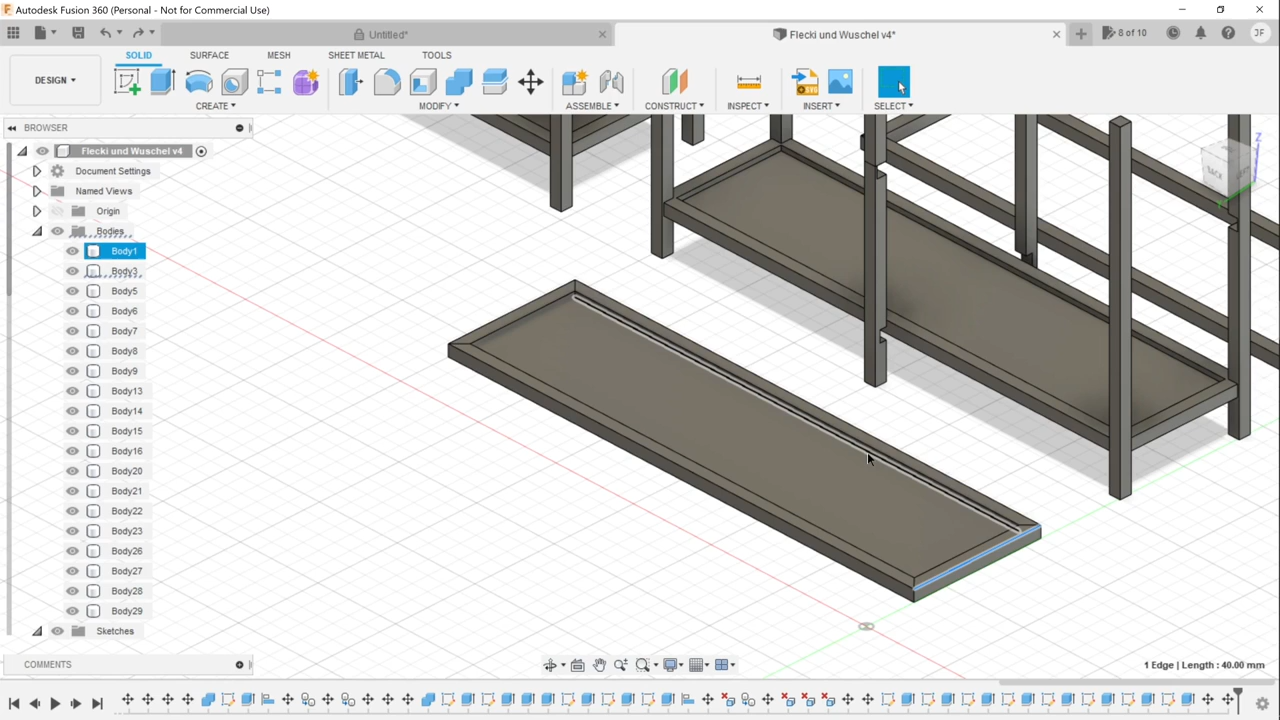 Autodesk Fusion 360 (Personal - Not for Commercial Use)
Untitled*
Flecki und Wuschel v4*
8 of 10
JF
SOLID
SURFACE
MESH
SHEET METAL
TOOLS
DESIGN
CREATE
MODIFY
ASSEMBLE
CONSTRUCT
INSPECT
INSERT
SELECT
BROWSER
Flecki und Wuschel v4
Document Settings
Named Views
Origin
Bodies
Body1
Body3
Body5
Body6
Body7
Body8
Body9
Body13
Body14
Body15
Body16
Body20
Body21
Body22
Body23
Body26
Body27
Body28
Body29
Sketches
COMMENTS
Z
BACK
1 Edge | Length : 40.00 mm